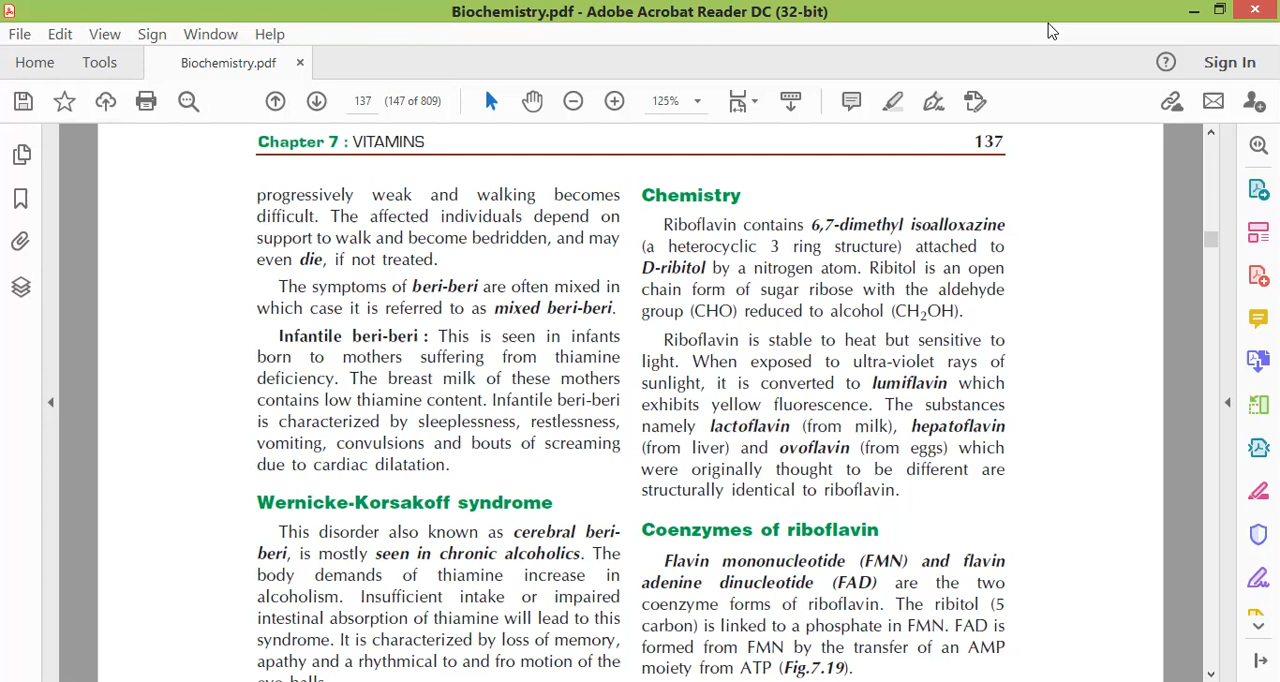 Biochemistry.pdf - Adobe Acrobat Reader DC (32-bit)
File Edit View Sign Window Help
Home Tools Biochemistry.pdf × ? Sign In
137 (147 of 809) 125%
Chapter 7 : VITAMINS 137
progressively weak and walking becomes
difficult. The affected individuals depend on
support to walk and become bedridden, and may
even die, if not treated.
The symptoms of beri-beri are often mixed in
which case it is referred to as mixed beri-beri.
Infantile beri-beri : This is seen in infants
born to mothers suffering from thiamine
deficiency. The breast milk of these mothers
contains low thiamine content. Infantile beri-beri
is characterized by sleeplessness, restlessness,
vomiting, convulsions and bouts of screaming
due to cardiac dilatation.
Wernicke-Korsakoff syndrome
This disorder also known as cerebral beri-
beri, is mostly seen in chronic alcoholics. The
body demands of thiamine increase in
alcoholism. Insufficient intake or impaired
intestinal absorption of thiamine will lead to this
syndrome. It is characterized by loss of memory,
apathy and a rhythmical to and fro motion of the
eye balls.
Chemistry
Riboflavin contains 6,7-dimethyl isoalloxazine
(a heterocyclic 3 ring structure) attached to
D-ribitol by a nitrogen atom. Ribitol is an open
chain form of sugar ribose with the aldehyde
group (CHO) reduced to alcohol (CH₂OH).
Riboflavin is stable to heat but sensitive to
light. When exposed to ultra-violet rays of
sunlight, it is converted to lumiflavin which
exhibits yellow fluorescence. The substances
namely lactoflavin (from milk), hepatoflavin
(from liver) and ovoflavin (from eggs) which
were originally thought to be different are
structurally identical to riboflavin.
Coenzymes of riboflavin
Flavin mononucleotide (FMN) and flavin
adenine dinucleotide (FAD) are the two
coenzyme forms of riboflavin. The ribitol (5
carbon) is linked to a phosphate in FMN. FAD is
formed from FMN by the transfer of an AMP
moiety from ATP (Fig.7.19).